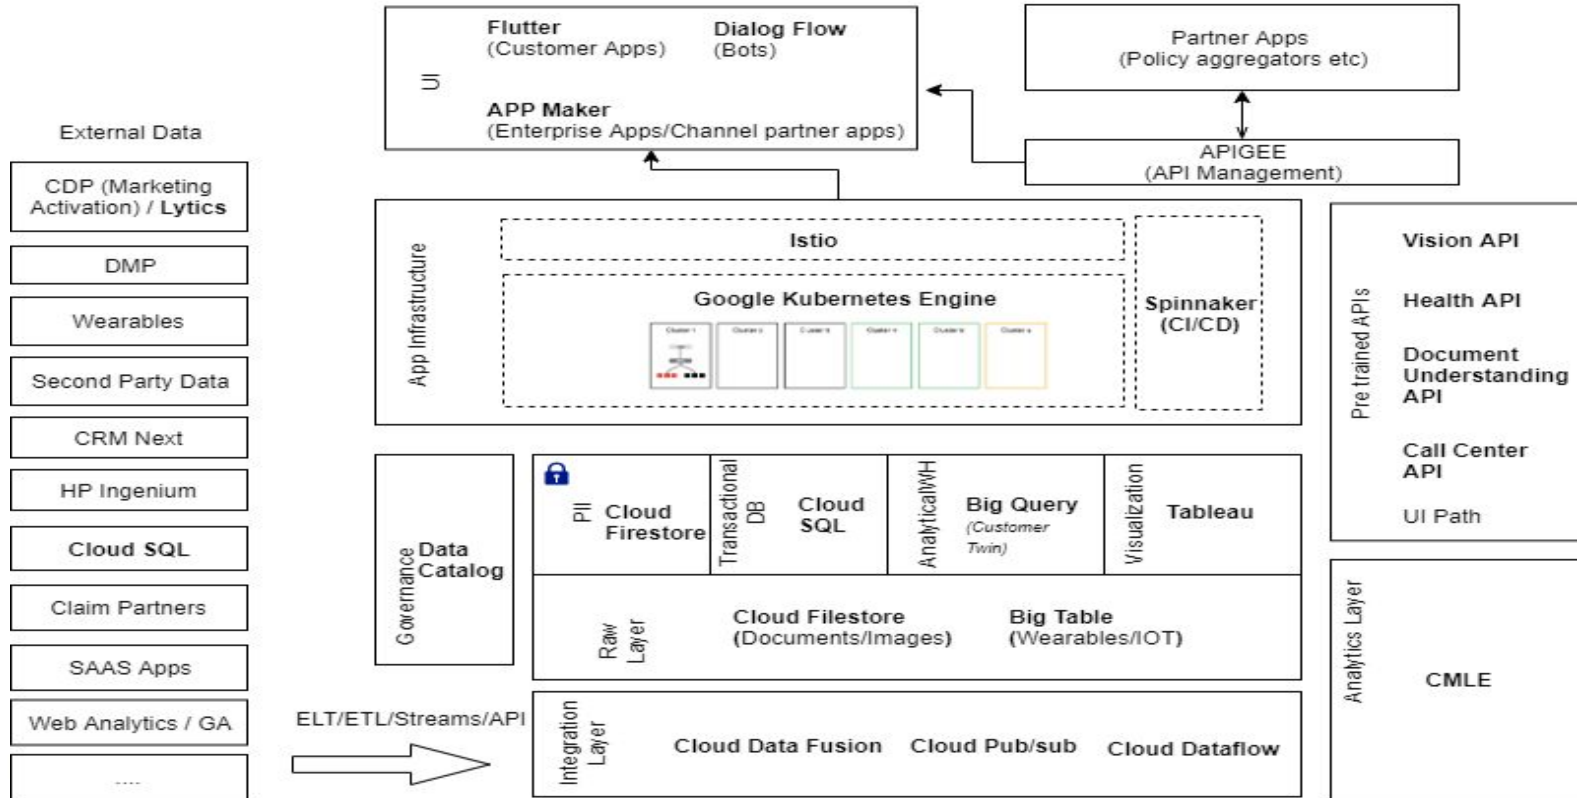 Flutter
(Customer Apps)
Dialog Flow
(Bots)
UI
APP Maker
(Enterprise Apps/Channel partner apps)
Partner Apps
(Policy aggregators etc)
APIGEE
(API Management)
External Data
CDP (Marketing
Activation) / Lytics
DMP
Wearables
Second Party Data
CRM Next
HP Ingenium
Cloud SQL
Claim Partners
SAAS Apps
Web Analytics / GA
....
ELT/ETL/Streams/API
App Infrastructure
Istio
Google Kubernetes Engine
Cluster 1
Cluster 2
Spinnaker
(CI/CD)
Pre trained APIs
Vision API
Health API
Document
Understanding
API
Call Center
API
UI Path
Governance
Data
Catalog
PII
Cloud
Firestore
Transactional
DB
Cloud
SQL
AnalyticalWH
Big Query
(Customer
Twin)
Visualization
Tableau
Raw
Layer
Cloud Filestore
(Documents/Images)
Big Table
(Wearables/IOT)
Integration
Layer
Cloud Data Fusion
Cloud Pub/sub
Cloud Dataflow
Analytics Layer
CMLE